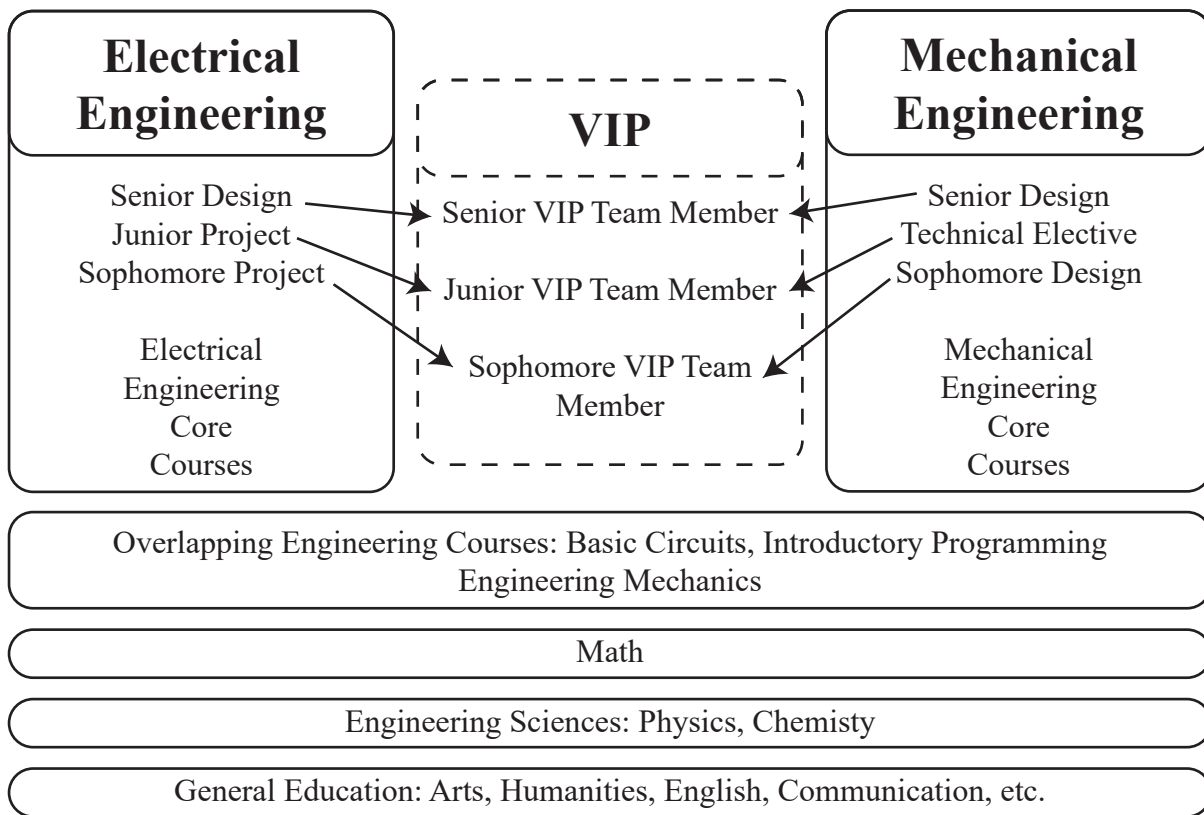 Electrical
Engineering
Senior Design
Junior Project
Sophomore Project
Electrical
Engineering
Core
Courses
VIP
Senior VIP Team Member
Junior VIP Team Member
Sophomore VIP Team
Member
Mechanical
Engineering
Senior Design
Technical Elective
Sophomore Design
Mechanical
Engineering
Core
Courses
Overlapping Engineering Courses: Basic Circuits, Introductory Programming
Engineering Mechanics
Math
Engineering Sciences: Physics, Chemisty
General Education: Arts, Humanities, English, Communication, etc.